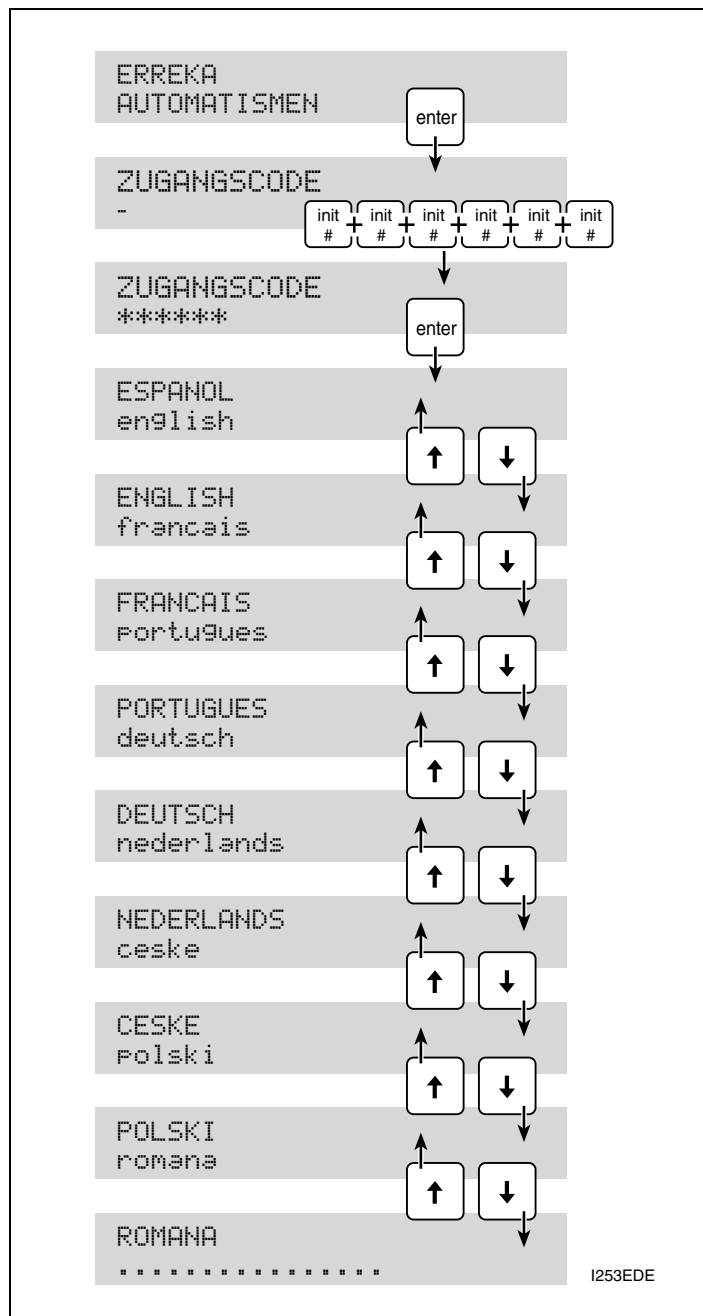 ERREKA
AUTOMATISMEN
enter
ZUGANGSCODE
-
init # + init # + init # + init # + init # + init #
ZUGANGSCODE
******
enter
ESPANOL
english
↑ ↓
ENGLISH
francais
↑ ↓
FRANCAIS
portugues
↑ ↓
PORTUGUES
deutsch
↑ ↓
DEUTSCH
nederlands
↑ ↓
NEDERLANDS
ceske
↑ ↓
CESKE
polski
↑ ↓
POLSKI
romana
↑ ↓
ROMANA
................
I253EDE